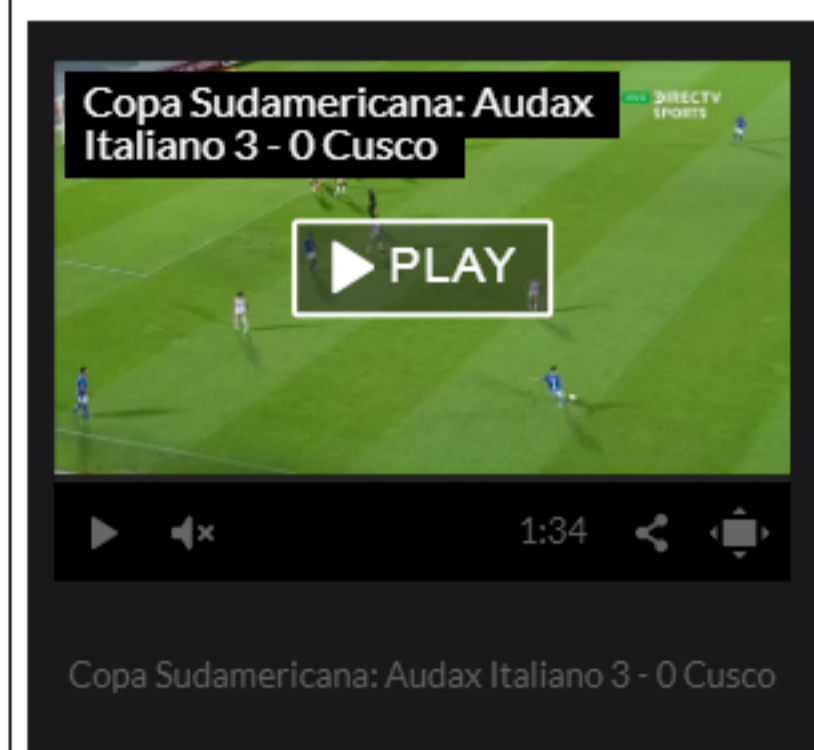 Copa Sudamericana: Audax
Italiano 3 - 0 Cusco
DIRECTV
SPORTS
PLAY
1:34
Copa Sudamericana: Audax Italiano 3 - 0 Cusco